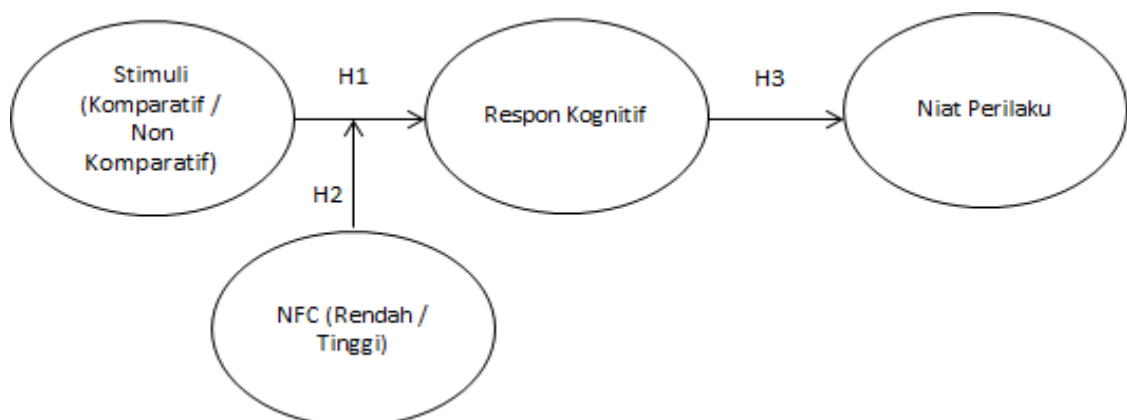 Stimuli
(Komparatif /
Non
Komparatif)
H1
Respon Kognitif
H3
Niat Perilaku
H2
NFC (Rendah /
Tinggi)